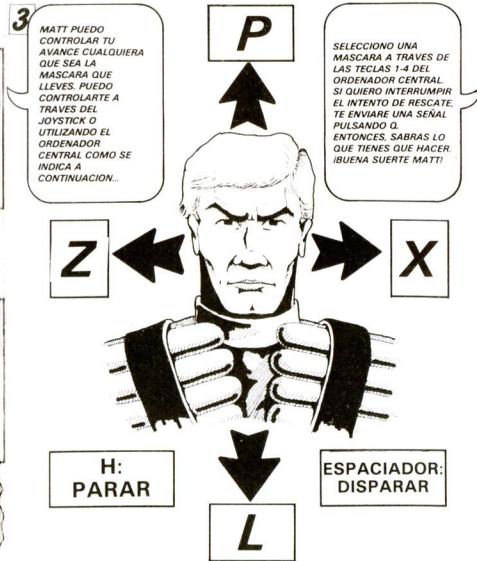 3
MATT PUEDO
CONTROLAR TU
AVANCE CUALQUIERA
QUE SEA LA
MASCARA QUE
LLEVES. PUEDO
CONTROLARTE A
TRAVES DEL
JOYSTICK O
UTILIZANDO EL
ORDENADOR
CENTRAL COMO SE
INDICA A
CONTINUACION...
P
SELECCIONO UNA
MASCARA A TRAVES DE
LAS TECLAS 1-4 DEL
ORDENADOR CENTRAL.
SI QUIERO INTERRUMPIR
EL INTENTO DE RESCATE,
TE ENVIARE UNA SEÑAL
PULSANDO Q.
ENTONCES, SABRAS LO
QUE TIENES QUE HACER.
¡BUENA SUERTE MATT!
Z
X
H:
PARAR
ESPACIADOR:
DISPARAR
L